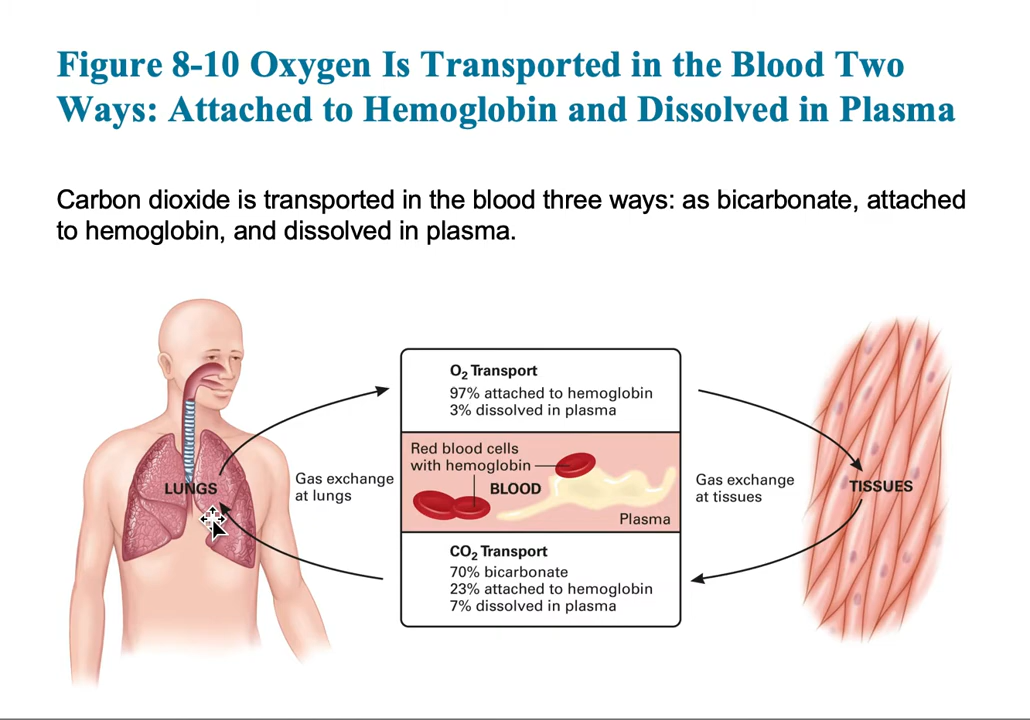 Figure 8-10 Oxygen Is Transported in the Blood Two
Ways: Attached to Hemoglobin and Dissolved in Plasma
Carbon dioxide is transported in the blood three ways: as bicarbonate, attached
to hemoglobin, and dissolved in plasma.
LUNGS
Gas exchange
at lungs
O₂ Transport
97% attached to hemoglobin
3% dissolved in plasma
Red blood cells
with hemoglobin
BLOOD
Plasma
CO₂ Transport
70% bicarbonate
23% attached to hemoglobin
7% dissolved in plasma
Gas exchange
at tissues
TISSUES